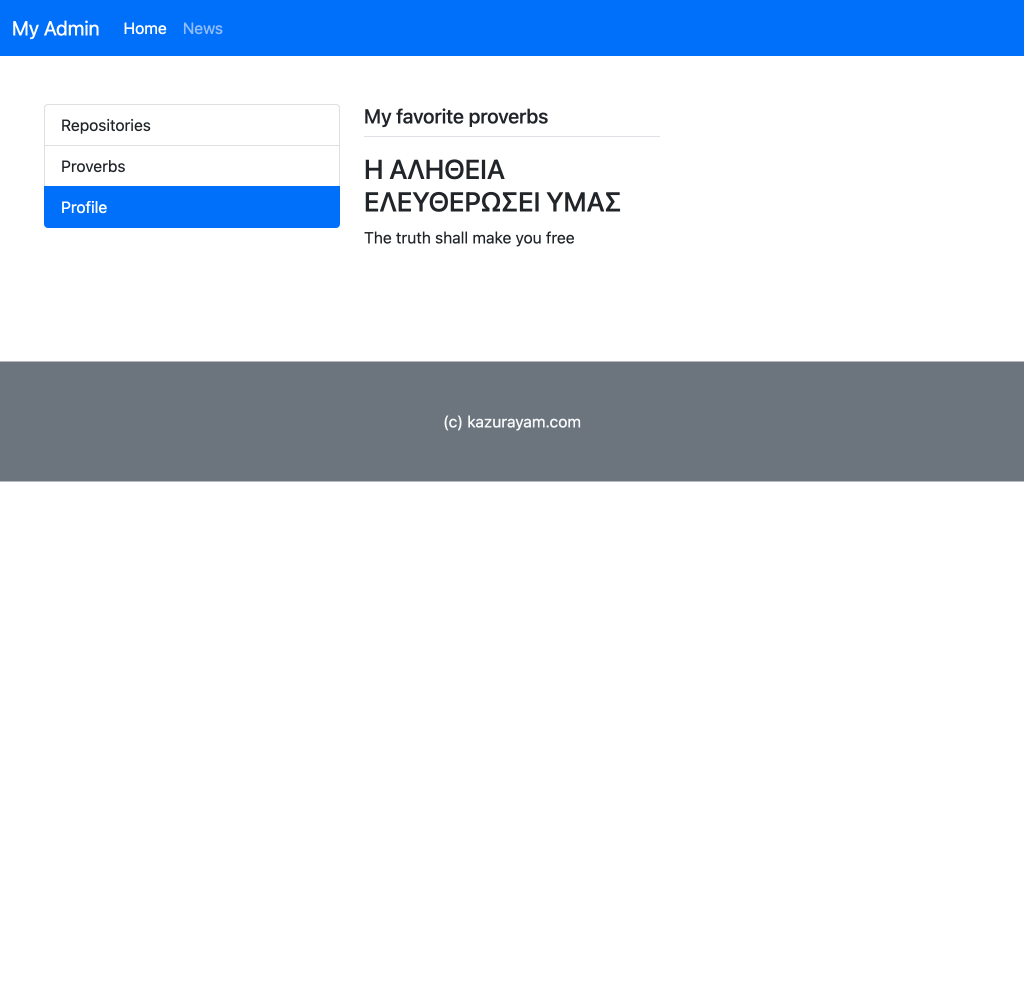 My Admin Home News
Repositories
Proverbs
Profile
My favorite proverbs
Η ΑΛΗΘΕΙΑ
ΕΛΕΥΘΕΡΩΣΕΙ ΥΜΑΣ
The truth shall make you free
(c) kazurayam.com